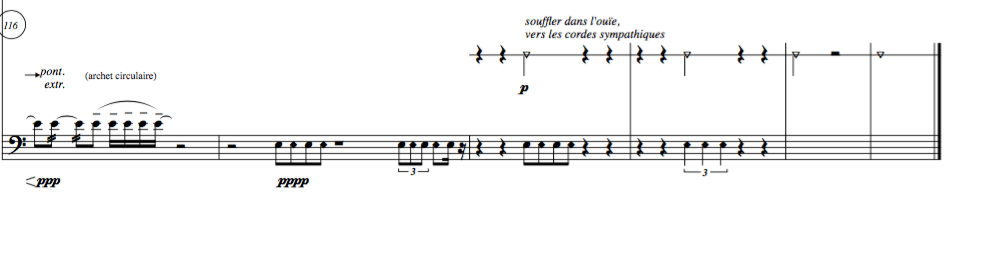 116
souffler dans l'ouïe,
vers les cordes sympathiques
pont.
extr.
(archet circulaire)
p
ppp
pppp
3
3